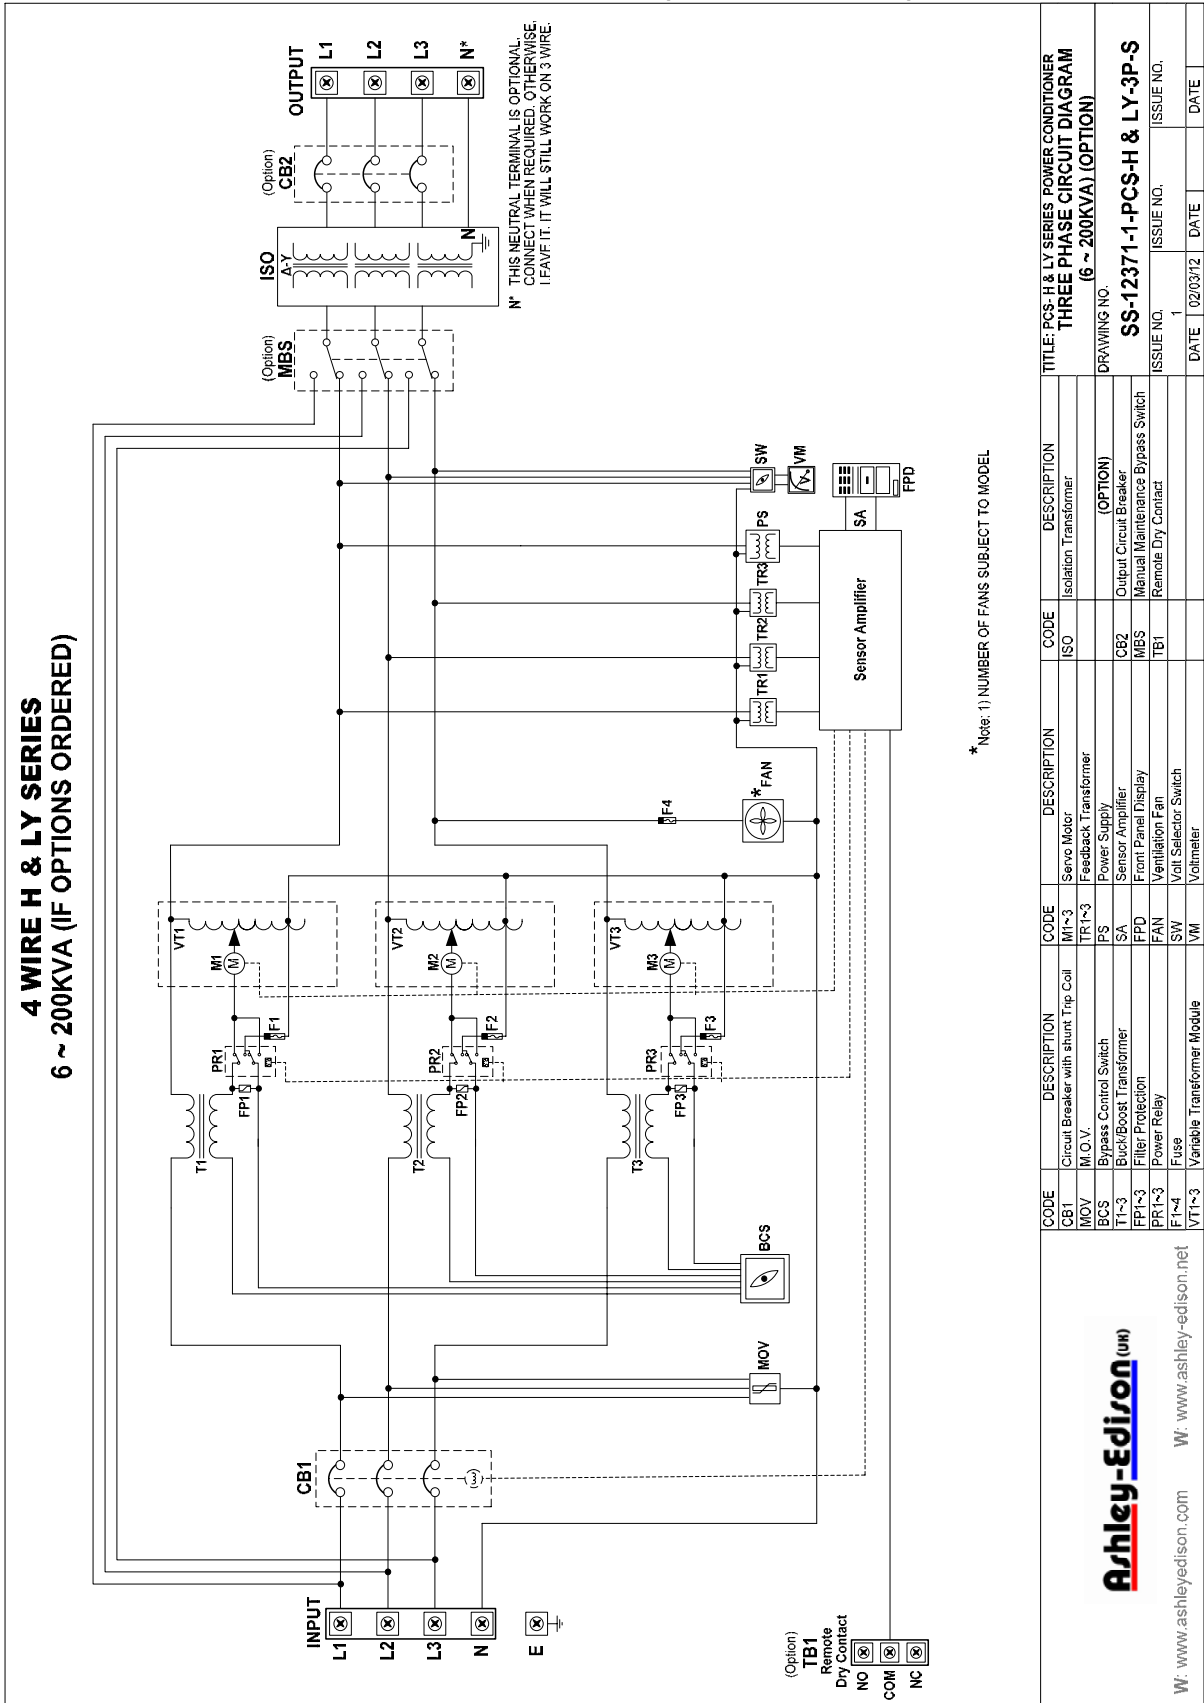 4 WIRE H & LY SERIES
6 ~ 200KVA (IF OPTIONS ORDERED)
INPUT
L1
L2
L3
N
E
CB1
MOV
BCS
T1
T2
T3
FP1
FP2
FP3
PR1
PR2
PR3
F1
F2
F3
M1
M
M2
M
M3
M
VT1
VT2
VT3
F4
* FAN
TR1
TR2
TR3
PS
Sensor Amplifier
SA
FPD
SW
VM
(Option)
MBS
ISO
Δ-Y
N
(Option)
CB2
OUTPUT
L1
L2
L3
N*
N* THIS NEUTRAL TERMINAL IS OPTIONAL,
CONNECT WHEN REQUIRED. OTHERWISE,
IT WILL STILL WORK ON 3 WIRE.
(Option)
TB1
Remote
Dry Contact
NO
COM
NC
*Note: 1) NUMBER OF FANS SUBJECT TO MODEL
Ashley-Edison (UK)
W: www.ashleyedison.com W: www.ashley-edison.net
CODE DESCRIPTION
CB1 Circuit Breaker with shunt Trip Coil
MOV M.O.V.
BCS Bypass Control Switch
T1~3 Buck/Boost Transformer
FP1~3 Filter Protection
PR1~3 Power Relay
F1~4 Fuse
VT1~3 Variable Transformer Module
CODE DESCRIPTION
M1~3 Servo Motor
TR1~3 Feedback Transformer
PS Power Supply
SA Sensor Amplifier
FPD Front Panel Display
FAN Ventilation Fan
SW Volt Selector Switch
VM Voltmeter
CODE DESCRIPTION
ISO Isolation Transformer
(OPTION)
CB2 Output Circuit Breaker
MBS Manual Maintenance Bypass Switch
TB1 Remote Dry Contact
TITLE: PCS- H & LY SERIES POWER CONDITIONER
THREE PHASE CIRCUIT DIAGRAM
(6 ~ 200KVA) (OPTION)
DRAWING NO.
SS-12371-1-PCS-H & LY-3P-S
ISSUE NO. ISSUE NO. ISSUE NO.
1
DATE 02/03/12 DATE DATE